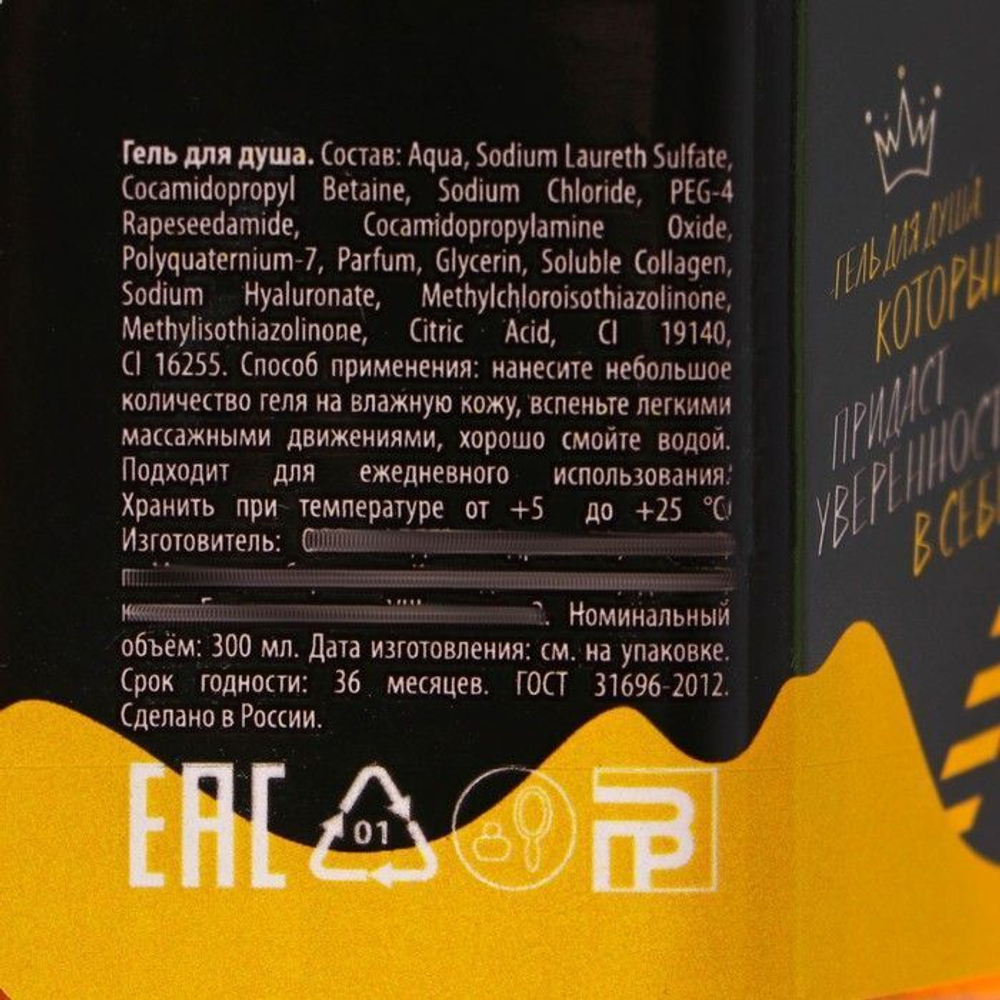 Гель для душа. Состав: Aqua, Sodium Laureth Sulfate,
Cocamidopropyl Betaine, Sodium Chloride, PEG-4
Rapeseedamide, Cocamidopropylamine Oxide,
Polyquaternium-7, Parfum, Glycerin, Soluble Collagen,
Sodium Hyaluronate, Methylchloroisothiazolinone,
Methylisothiazolinone, Citric Acid, Cl 19140,
Cl 16255. Способ применения: нанесите небольшое
количество геля на влажную кожу, вспеньте легкими
массажными движениями, хорошо смойте водой.
Подходит для ежедневного использования.
Хранить при температуре от +5 до +25 °C
Изготовитель:
Номинальный
объём: 300 мл. Дата изготовления: см. на упаковке.
Срок годности: 36 месяцев. ГОСТ 31696-2012.
Сделано в России.
EAC
01
ГЕЛЬ ДЛЯ ДУША
КОТОРЫЙ
ПРИДАСТ
УВЕРЕННОСТ
В СЕБ